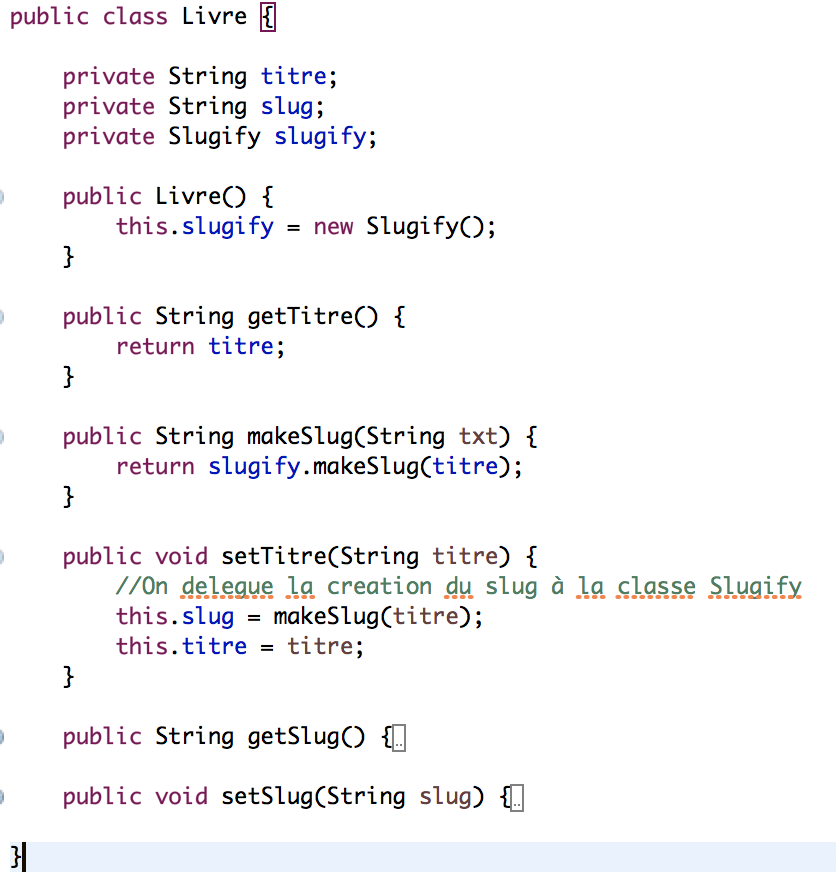 public class Livre {
private String titre;
private String slug;
private Slugify slugify;
public Livre() {
this.slugify = new Slugify();
}
public String getTitre() {
return titre;
}
public String makeSlug(String txt) {
return slugify.makeSlug(titre);
}
public void setTitre(String titre) {
//On delegue la creation du slug à la classe Slugify
this.slug = makeSlug(titre);
this.titre = titre;
}
public String getSlug() {..
public void setSlug(String slug) {..
}